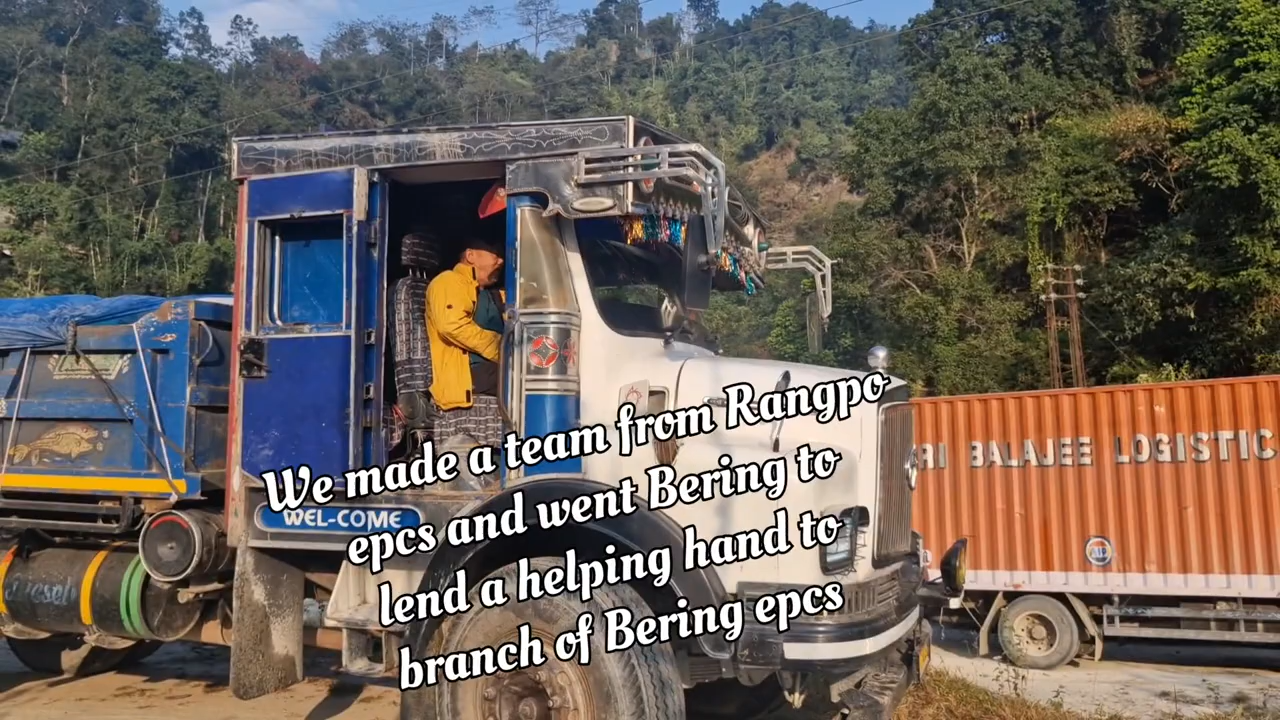 We made a team from Rangpo
epcs and went Bering to
lend a helping hand to
branch of Bering epcs
WEL-COME
RI BALAJEE LOGISTIC
Diesel